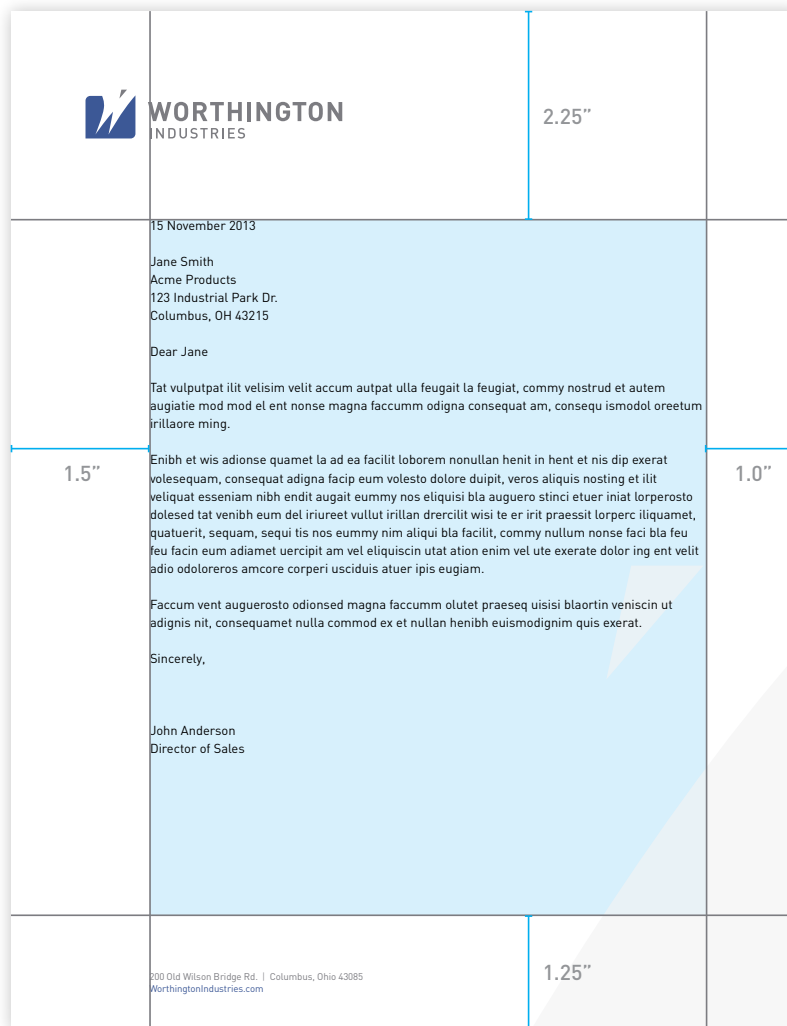 WORTHINGTON
INDUSTRIES
2.25”
15 November 2013
Jane Smith
Acme Products
123 Industrial Park Dr.
Columbus, OH 43215
Dear Jane
Tat vulputpat ilit velisim velit accum autpat ulla feugait la feugiat, commy nostrud et autem
augiatie mod mod el ent nonse magna faccumm odigna consequat am, consequ ismodol oreetum
irillaore ming.
1.5”
1.0”
Enibh et wis adionse quamet la ad ea facilit loborem nonullan henit in hent et nis dip exerat
volesequam, consequat adigna facip eum volesto dolore duipit, veros aliquis nosting et ilit
veliquat esseniam nibh endit augait eummy nos eliquisi bla auguero stinci etuer iniat lorperosto
dolesed tat venibh eum del iriureet vullut irillan drercilit wisi te er irit praessit lorperc iliquamet,
quatuerit, sequam, sequi tis nos eummy nim aliqui bla facilit, commy nullum nonse faci bla feu
feu facin eum adiamet uercipit am vel eliquiscin utat ation enim vel ute exerate dolor ing ent velit
adio odoloreros amcore corperi usciduis atuer ipis eugiam.
Faccum vent auguerosto odionsed magna faccumm olutet praeseq uisisi blaortin veniscin ut
adignis nit, consequamet nulla commod ex et nullan henibh euismodignim quis exerat.
Sincerely,
John Anderson
Director of Sales
200 Old Wilson Bridge Rd. | Columbus, Ohio 43085
WorthingtonIndustries.com
1.25”